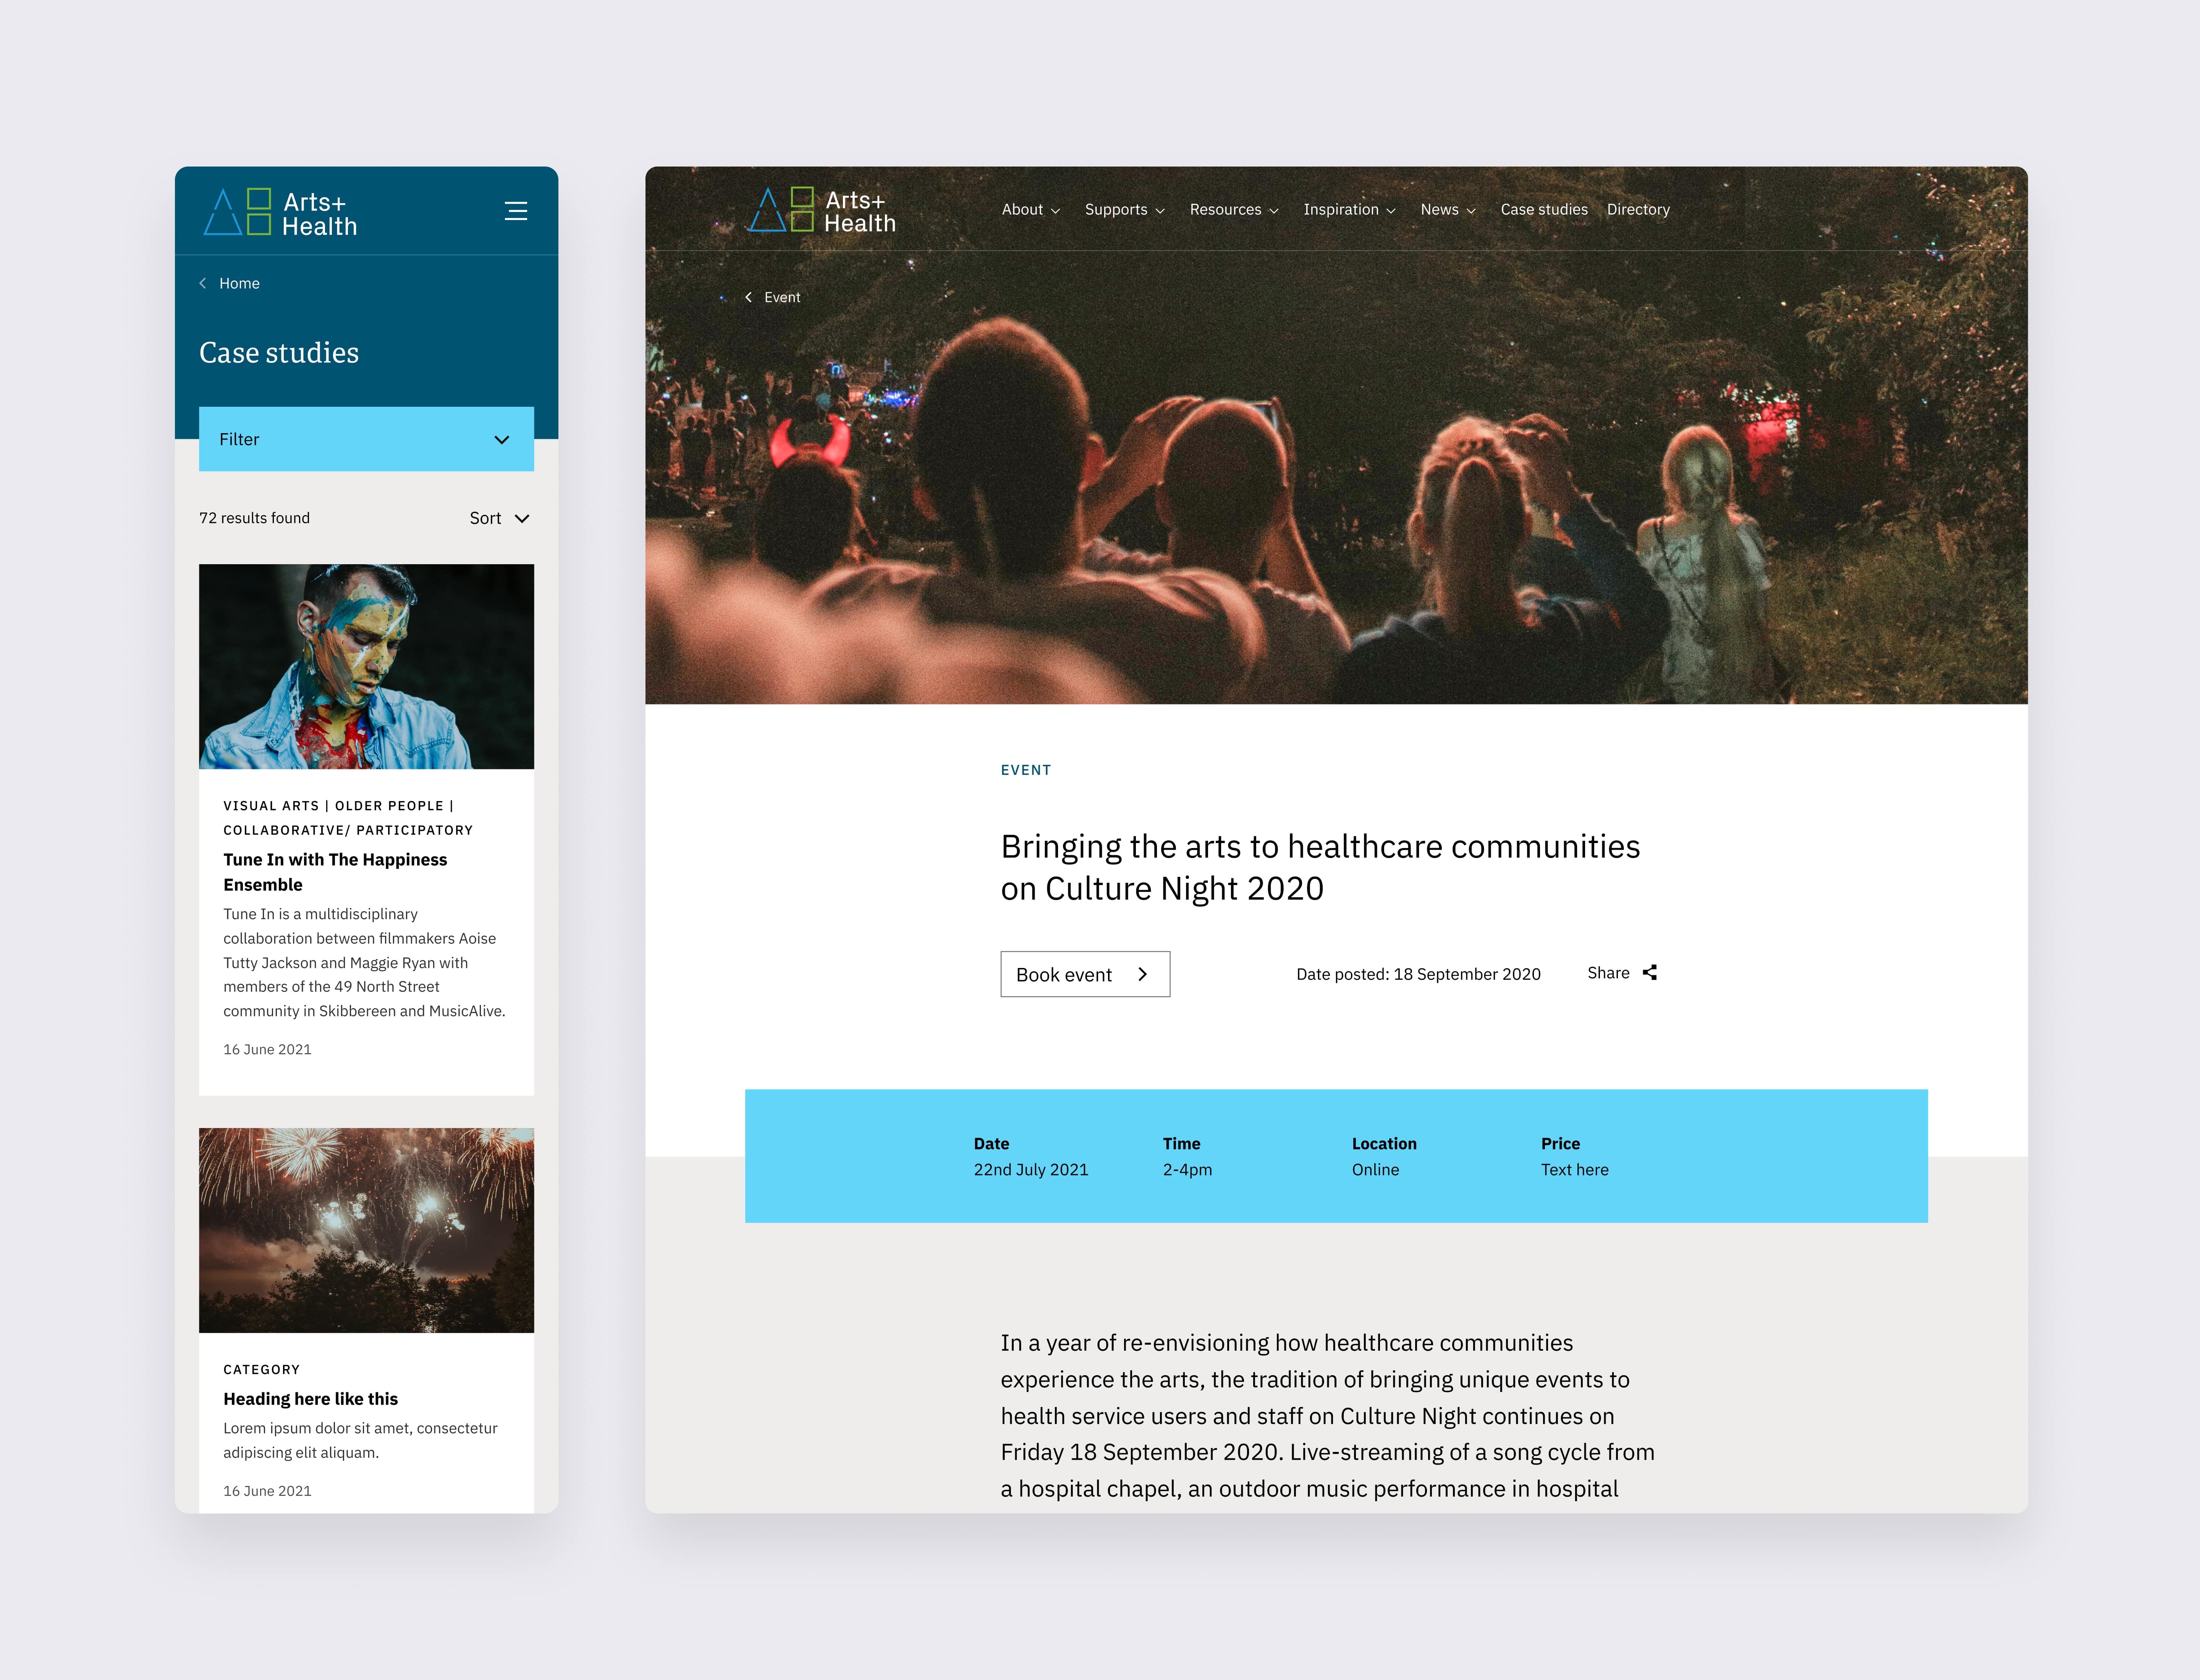 Arts+
Health
Home
Case studies
Filter
72 results found
Sort
VISUAL ARTS | OLDER PEOPLE |
COLLABORATIVE/ PARTICIPATORY
Tune In with The Happiness
Ensemble
Tune In is a multidisciplinary
collaboration between filmmakers Aoise
Tutty Jackson and Maggie Ryan with
members of the 49 North Street
community in Skibbereen and MusicAlive.
16 June 2021
CATEGORY
Heading here like this
Lorem ipsum dolor sit amet, consectetur
adipiscing elit aliquam.
16 June 2021
Arts+
Health
About Supports Resources Inspiration News Case studies Directory
Event
EVENT
Bringing the arts to healthcare communities
on Culture Night 2020
Book event Date posted: 18 September 2020 Share
Date Time Location Price
22nd July 2021 2-4pm Online Text here
In a year of re-envisioning how healthcare communities
experience the arts, the tradition of bringing unique events to
health service users and staff on Culture Night continues on
Friday 18 September 2020. Live-streaming of a song cycle from
a hospital chapel, an outdoor music performance in hospital